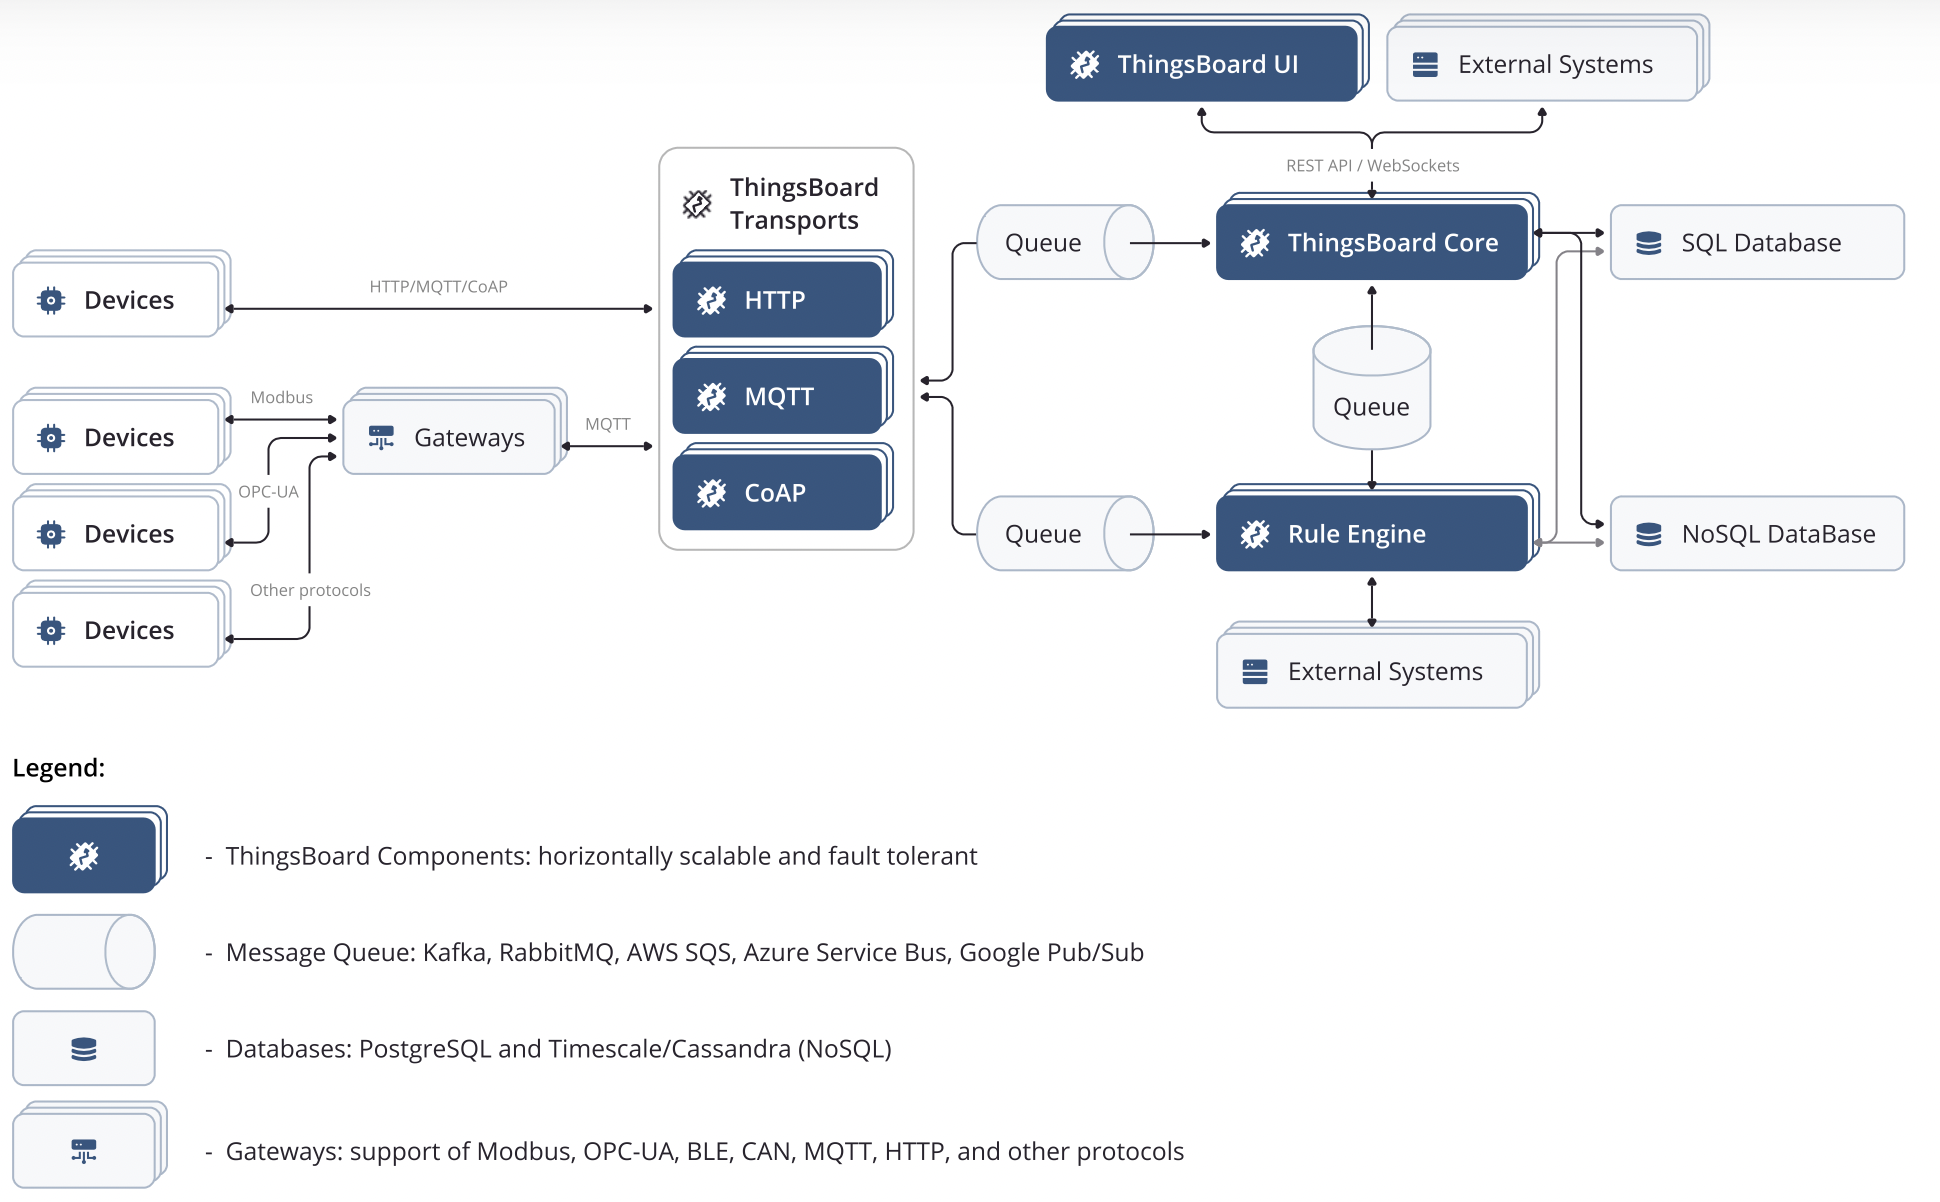 ThingsBoard UI
External Systems
REST API / WebSockets
ThingsBoard
Transports
HTTP
MQTT
CoAP
Devices
HTTP/MQTT/CoAP
Devices
Modbus
Gateways
MQTT
Devices
OPC-UA
Devices
Other protocols
Queue
ThingsBoard Core
SQL Database
Queue
Queue
Rule Engine
NoSQL DataBase
External Systems
Legend:
- ThingsBoard Components: horizontally scalable and fault tolerant
- Message Queue: Kafka, RabbitMQ, AWS SQS, Azure Service Bus, Google Pub/Sub
- Databases: PostgreSQL and Timescale/Cassandra (NoSQL)
- Gateways: support of Modbus, OPC-UA, BLE, CAN, MQTT, HTTP, and other protocols